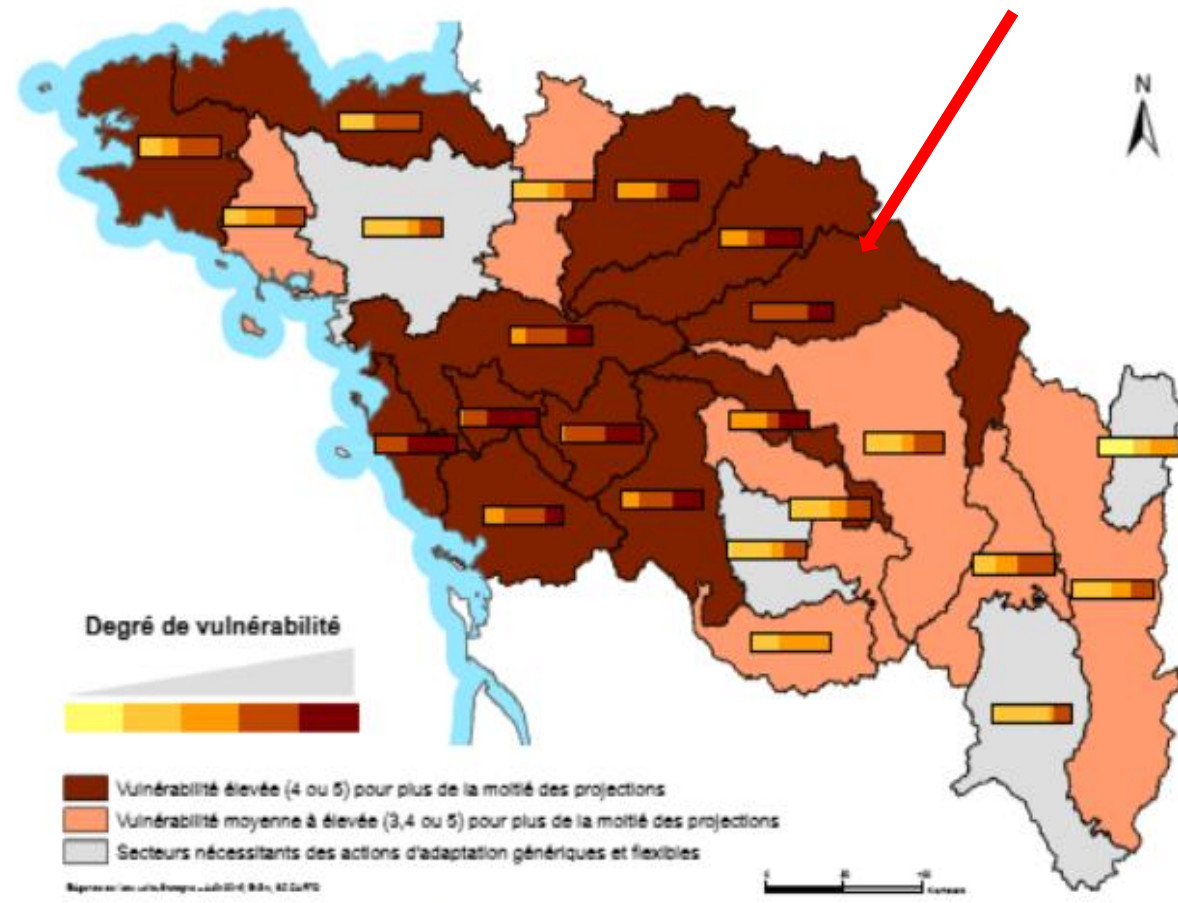 N
Degré de vulnérabilité
Vulnérabilité élevée (4 ou 5) pour plus de la moitié des projections
Vulnérabilité moyenne à élevée (3,4 ou 5) pour plus de la moitié des projections
Secteurs nécessitants des actions d'adaptation génériques et flexibles